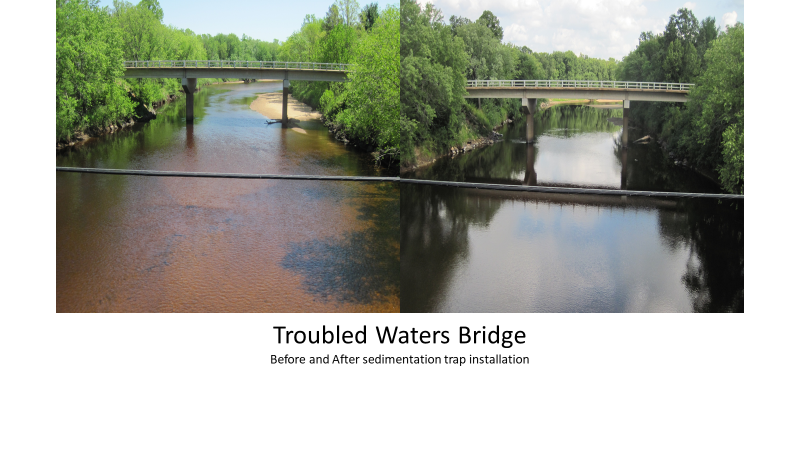 Troubled Waters Bridge
Before and After sedimentation trap installation